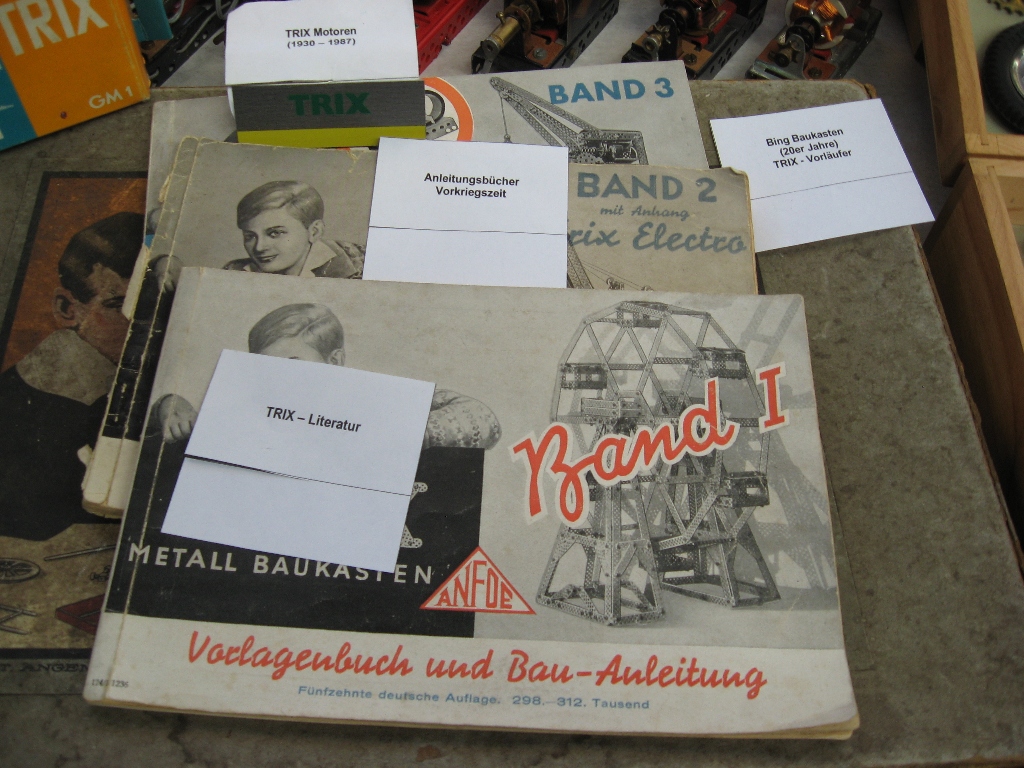 TRIX
GM 1
TRIX Motoren
(1930 – 1987)
TRIX
BAND 3
Bing Baukasten
(20er Jahre)
TRIX - Vorläufer
Anleitungsbücher
Vorkriegszeit
BAND 2
mit Anhang
Electro
TRIX – Literatur
Band I
METALL BAUKASTEN
ANFOE
Vorlagenbuch und Bau-Anleitung
Fünfzehnte deutsche Auflage. 298. - 312. Tausend